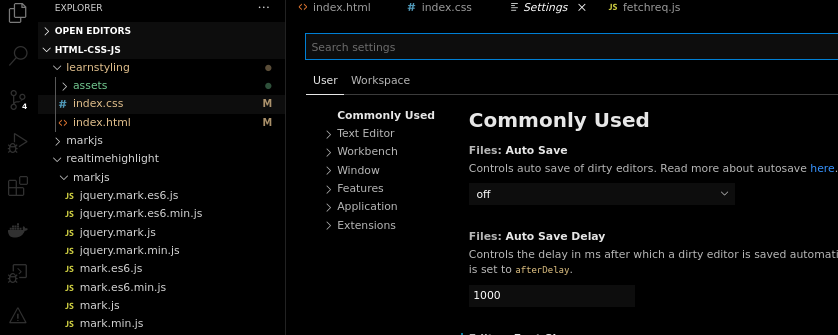 EXPLORER
...
OPEN EDITORS
HTML-CSS-JS
learnstyling
assets
# index.css M
<> index.html M
markjs
realtimehighlight
markjs
JS jquery.mark.es6.js
JS jquery.mark.es6.min.js
JS jquery.mark.js
JS jquery.mark.min.js
JS mark.es6.js
JS mark.es6.min.js
JS mark.js
JS mark.min.js
4
<> index.html
# index.css
Settings
JS fetchreq.js
Search settings
User Workspace
Commonly Used
Text Editor
Workbench
Window
Features
Application
Extensions
Commonly Used
Files: Auto Save
Controls auto save of dirty editors. Read more about autosave here.
off
Files: Auto Save Delay
Controls the delay in ms after which a dirty editor is saved automati
is set to afterDelay.
1000